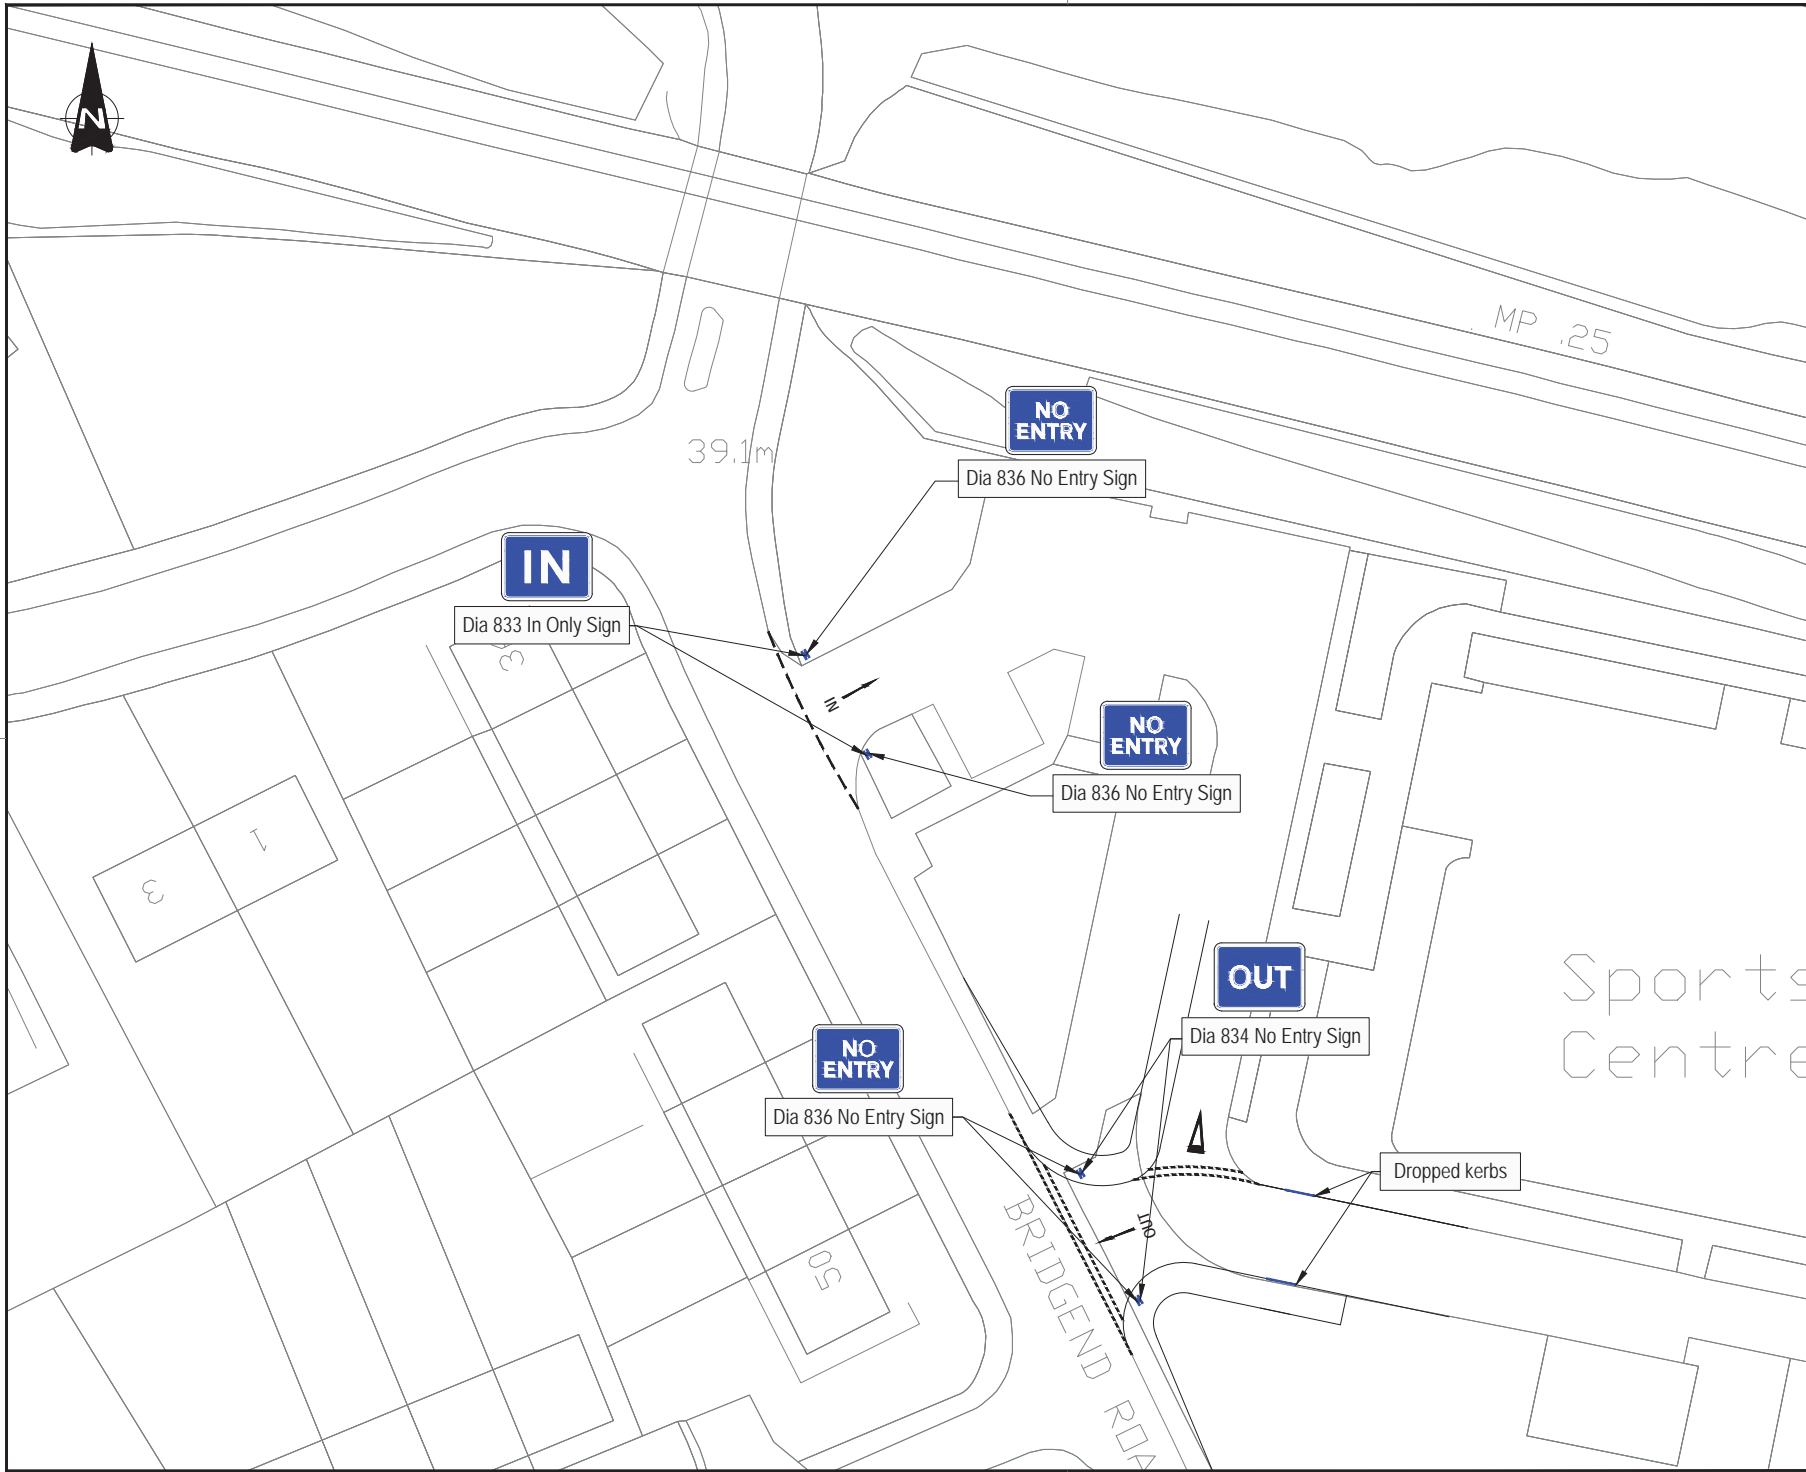 N
MP .25
NO
ENTRY
39.1m
Dia 836 No Entry Sign
IN
Dia 833 In Only Sign
3
IN
NO
ENTRY
Dia 836 No Entry Sign
1
3
Sports
Centre
OUT
Dia 834 No Entry Sign
NO
ENTRY
Dia 836 No Entry Sign
Dropped kerbs
OUT
50
BRIDGEND ROA